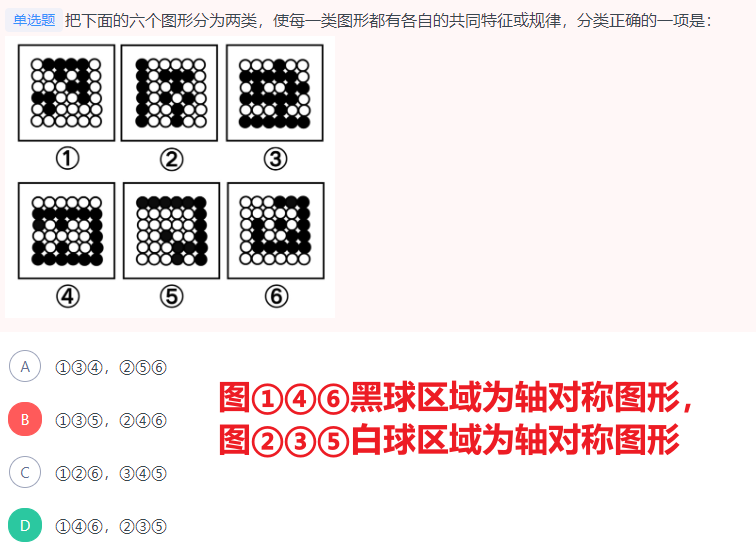 单选题 把下面的六个图形分为两类，使每一类图形都有各自的共同特征或规律，分类正确的一项是：
① ② ③
④ ⑤ ⑥
A ①③④，②⑤⑥
B ①③⑤，②④⑥
C ①②⑥，③④⑤
D ①④⑥，②③⑤
图①④⑥黑球区域为轴对称图形，
图②③⑤白球区域为轴对称图形